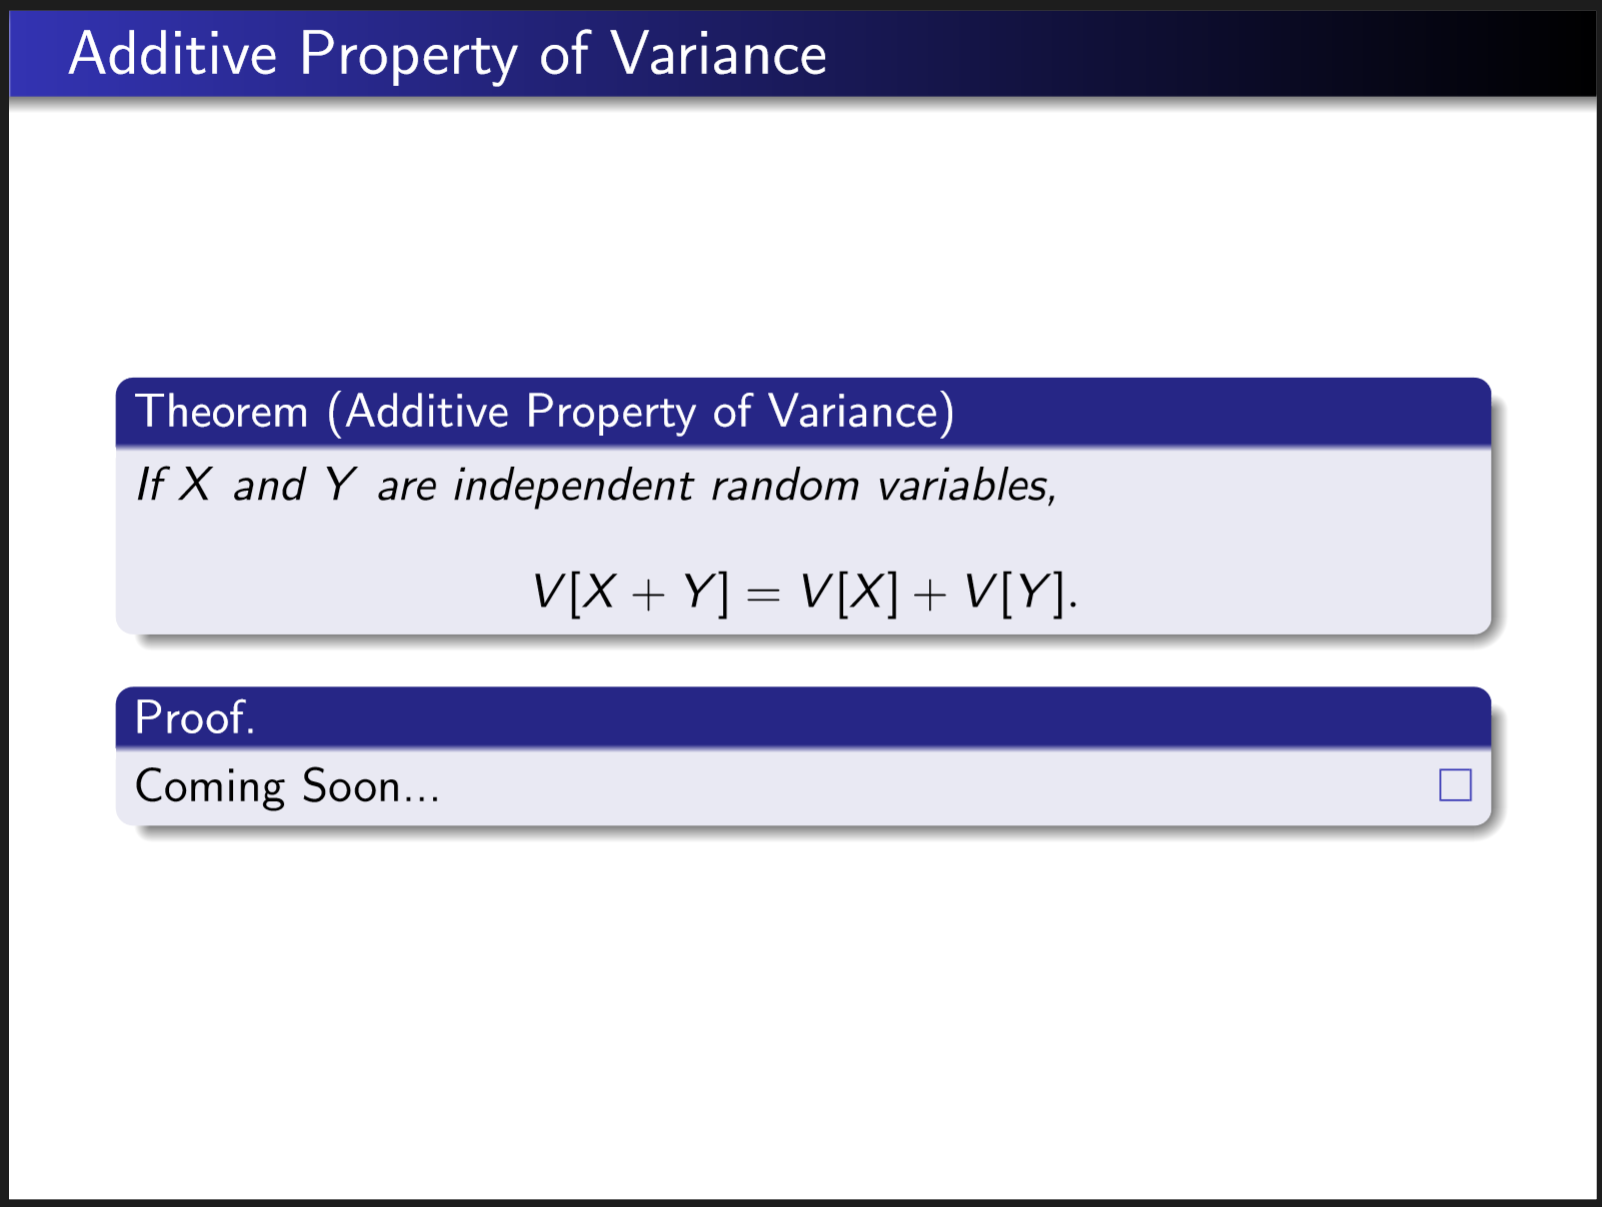 Additive Property of Variance
Theorem (Additive Property of Variance)
If X and Y are independent random variables,
V[X + Y] = V[X] + V[Y].
Proof.
Coming Soon...